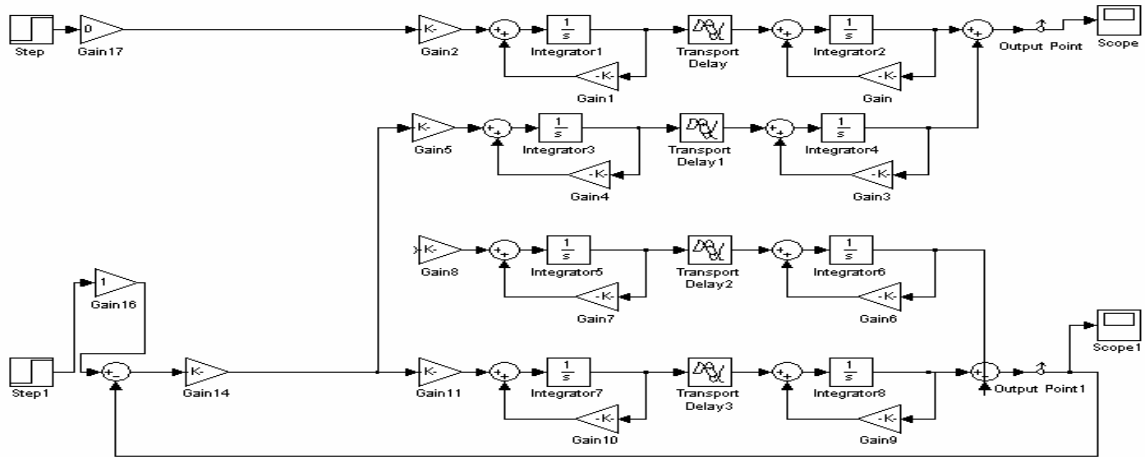 0
Step
Gain17
K-
Gain2
1
s
Integrator1
Transport
Delay
1
s
Integrator2
Output Point
Scope
-K-
Gain1
-K-
Gain
K-
Gain5
1
s
Integrator3
Transport
Delay1
1
s
Integrator4
-K-
Gain4
-K-
Gain3
K-
Gain8
1
s
Integrator5
Transport
Delay2
1
s
Integrator6
1
Gain16
-K-
Gain7
-K-
Gain6
Scope1
Step1
K-
Gain14
K-
Gain11
1
s
Integrator7
Transport
Delay3
1
s
Integrator8
Output Point1
-K-
Gain10
-K-
Gain9